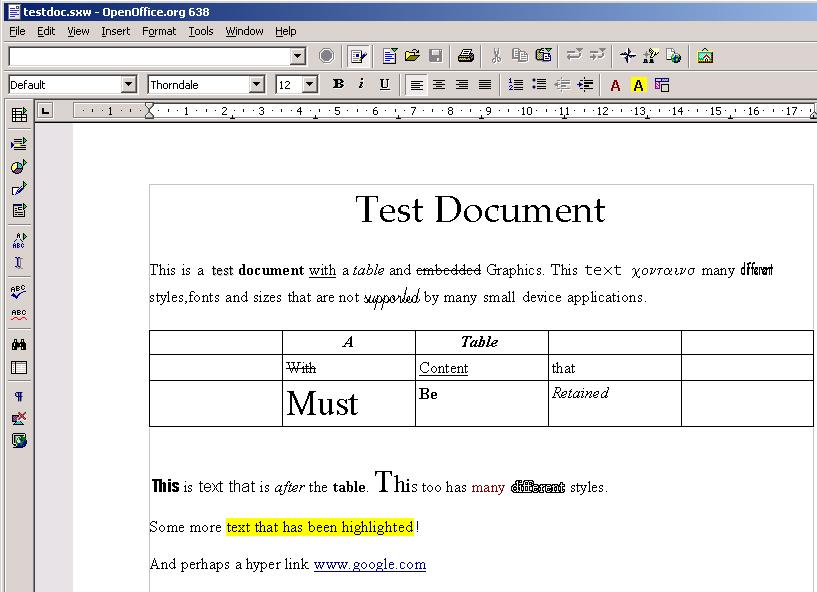 testdoc.sxw - OpenOffice.org 638
File Edit View Insert Format Tools Window Help
Default Thorndale 12 B i U A A
1 1 2 3 4 5 6 7 8 9 10 11 12 13 14 15 16 17
Test Document
This is a test document with a table and embedded Graphics. This text χονταινσ many different
styles,fonts and sizes that are not supported by many small device applications.
A Table
With Content that
Must Be Retained
This is text that is after the table. This too has many different styles.
Some more text that has been highlighted!
And perhaps a hyper link www.google.com